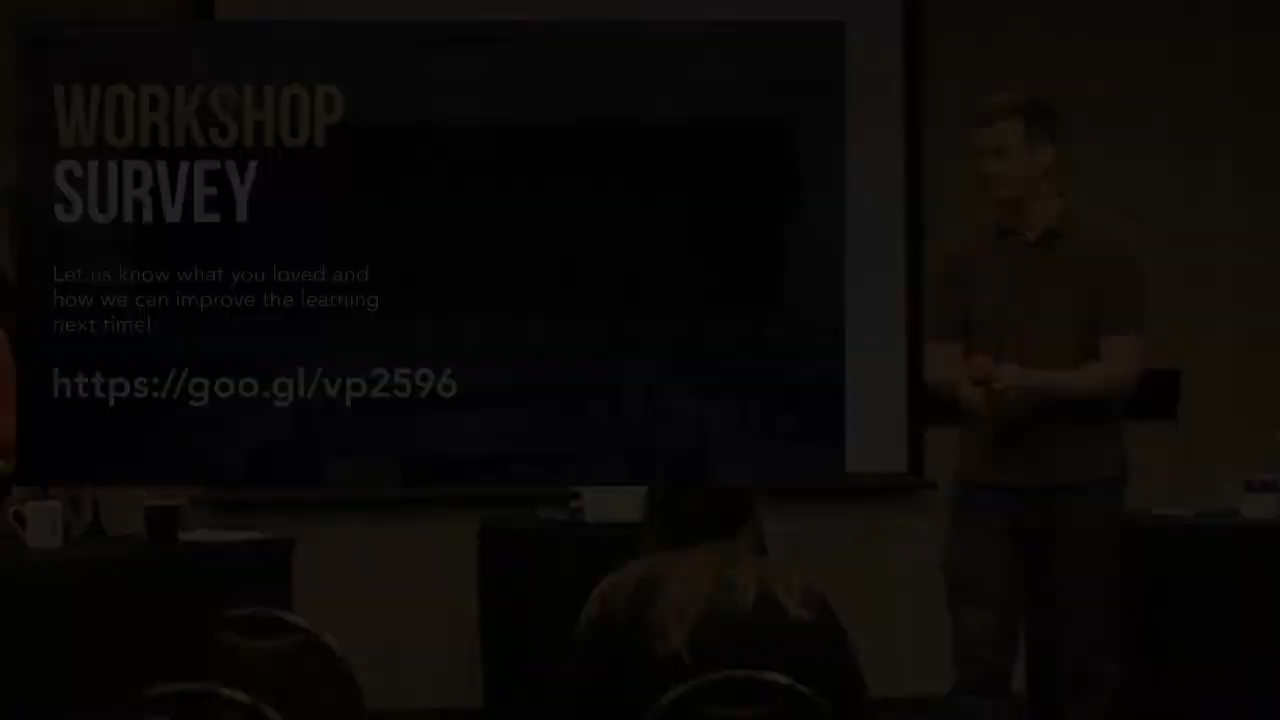 WORKSHOP
SURVEY
Let us know what you loved and
how we can improve the learning
next time!
https://goo.gl/vp2596